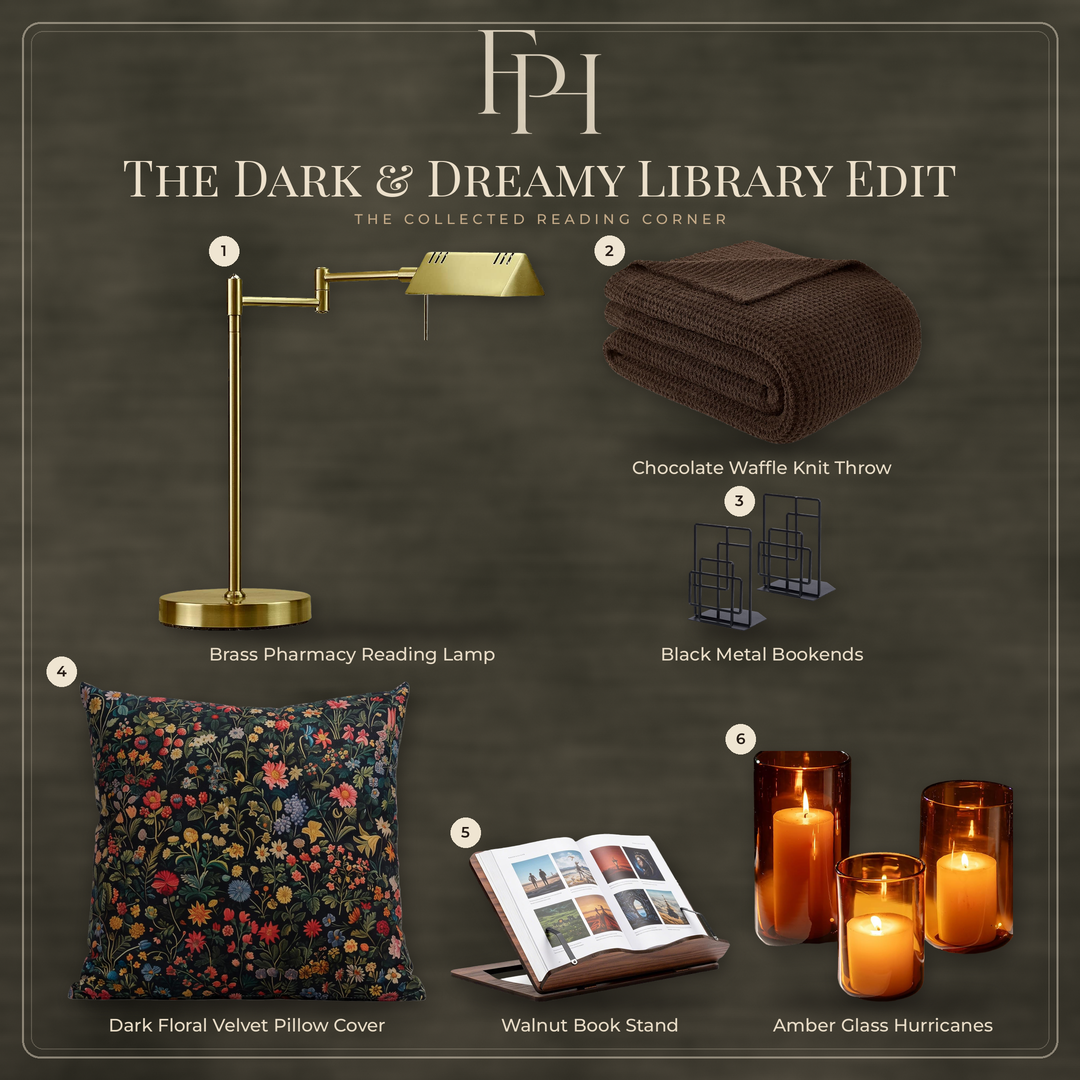 FPH
THE DARK & DREAMY LIBRARY EDIT
THE COLLECTED READING CORNER
1
2
Chocolate Waffle Knit Throw
3
Brass Pharmacy Reading Lamp
Black Metal Bookends
4
6
5
Dark Floral Velvet Pillow Cover
Walnut Book Stand
Amber Glass Hurricanes